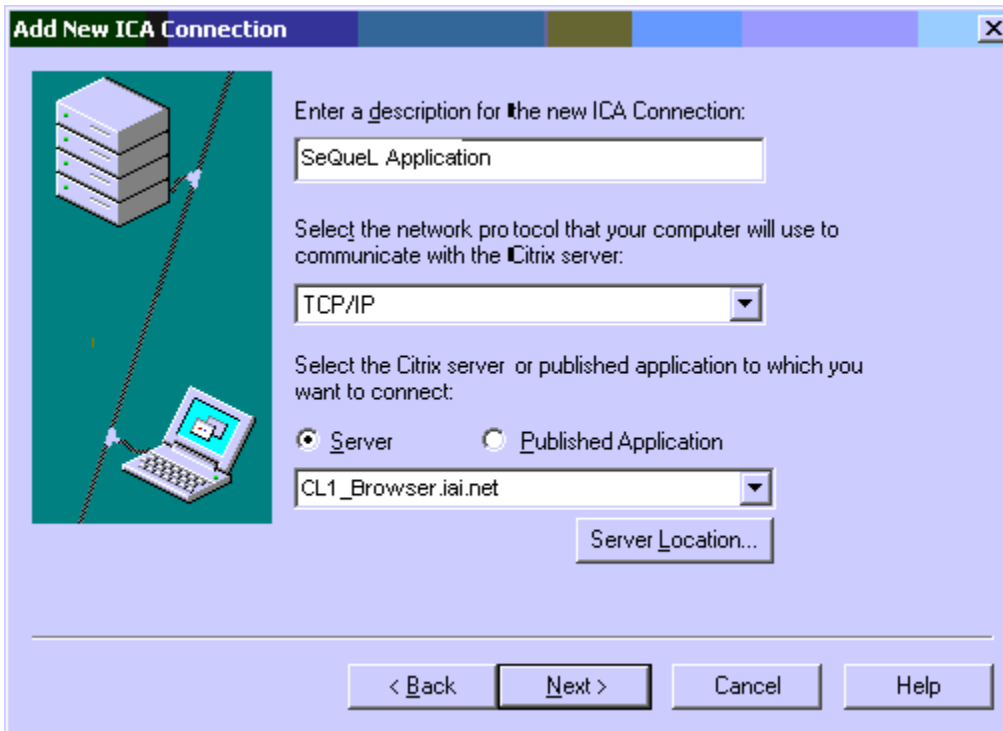 Add New ICA Connection
Enter a description for the new ICA Connection:
SeQueL Application
Select the network protocol that your computer will use to
communicate with the Citrix server:
TCP/IP
Select the Citrix server or published application to which you
want to connect:
Server Published Application
CL1_Browser.iai.net
Server Location...
< Back Next > Cancel Help